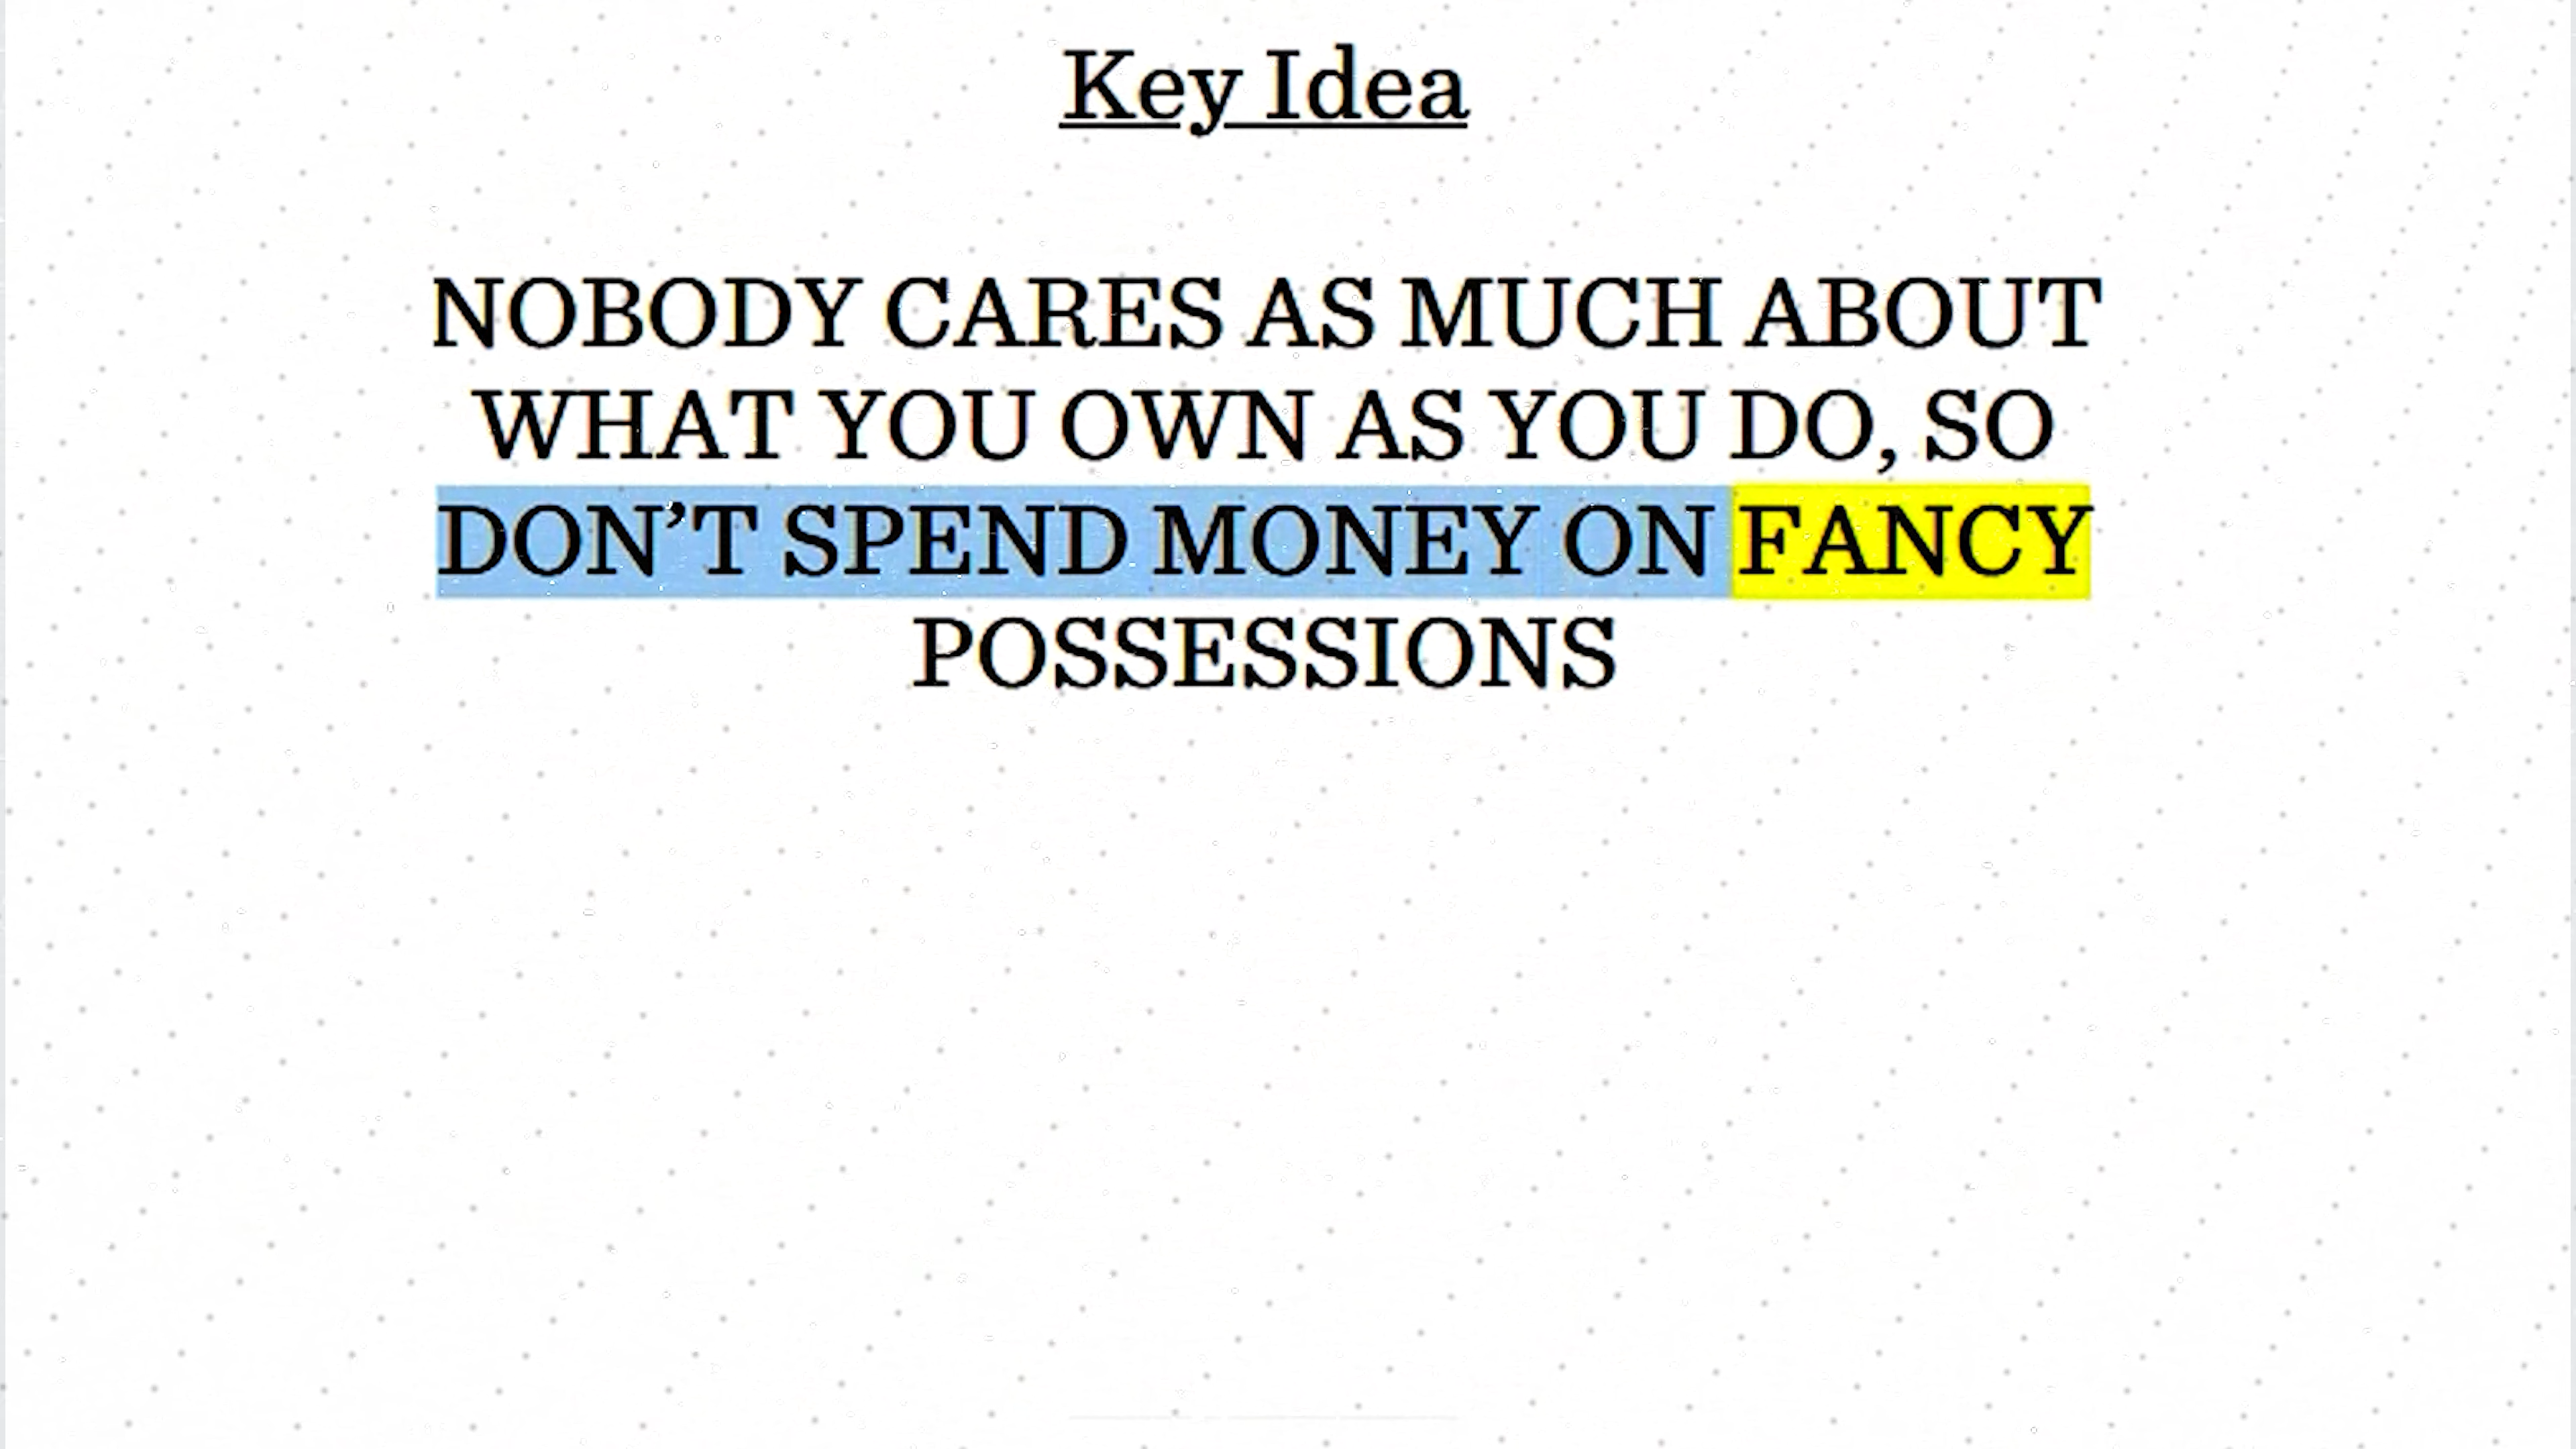 Key Idea
NOBODY CARES AS MUCH ABOUT
WHAT YOU OWN AS YOU DO, SO
DON’T SPEND MONEY ON FANCY
POSSESSIONS